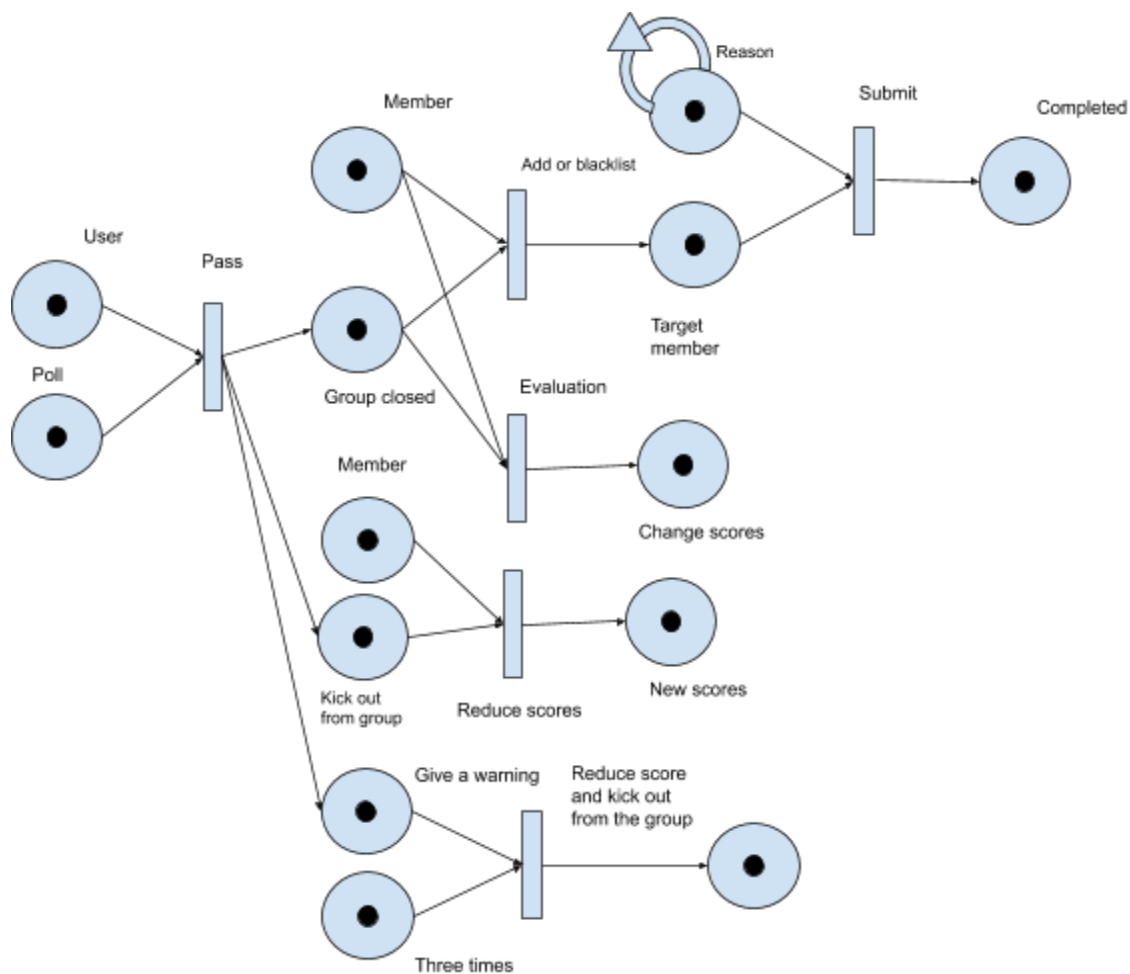 Reason
Submit
Member
Completed
Add or blacklist
User
Pass
Target
member
Poll
Evaluation
Group closed
Member
Change scores
Kick out
from group
New scores
Reduce scores
Give a warning
Reduce score
and kick out
from the group
Three times